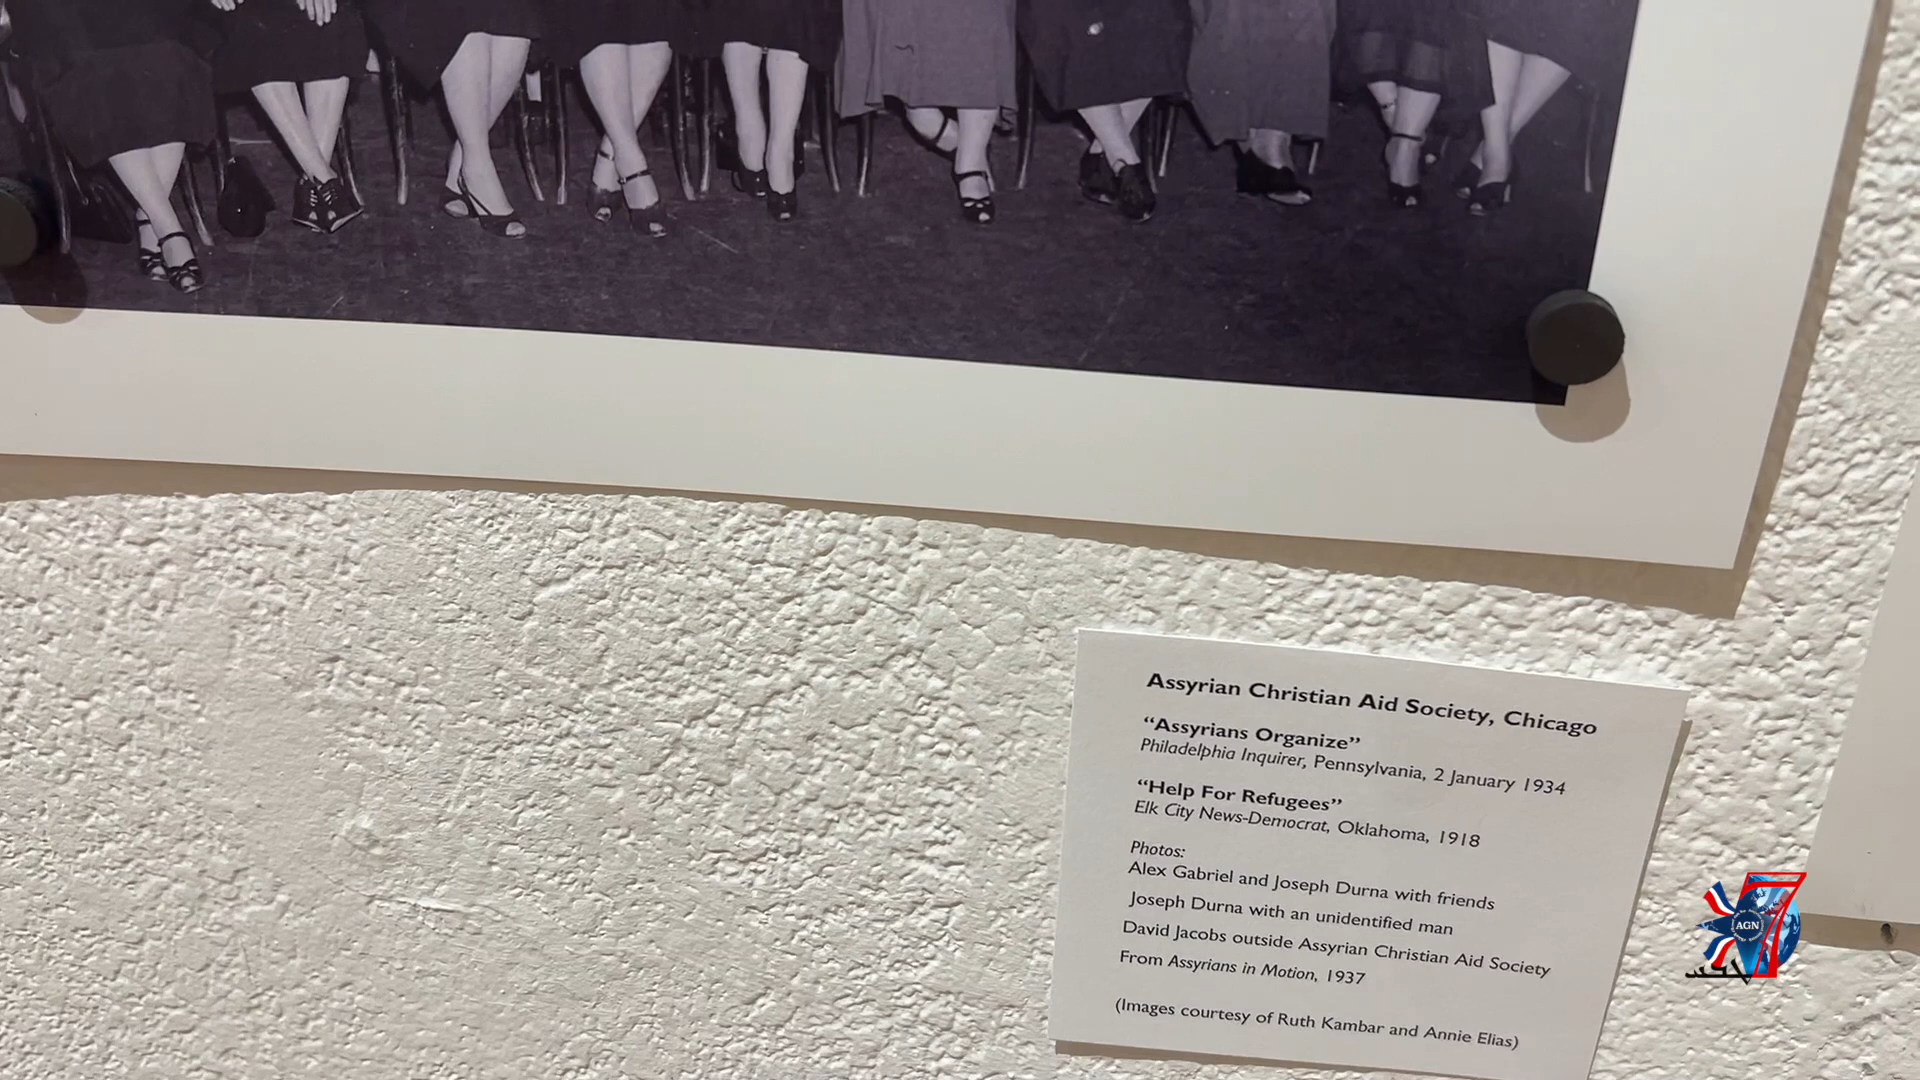 Assyrian Christian Aid Society, Chicago
“Assyrians Organize”
Philadelphia Inquirer, Pennsylvania, 2 January 1934
“Help For Refugees”
Elk City News-Democrat, Oklahoma, 1918
Photos:
Alex Gabriel and Joseph Durna with friends
Joseph Durna with an unidentified man
David Jacobs outside Assyrian Christian Aid Society
From Assyrians in Motion, 1937
(Images courtesy of Ruth Kambar and Annie Elias)
AGN
7